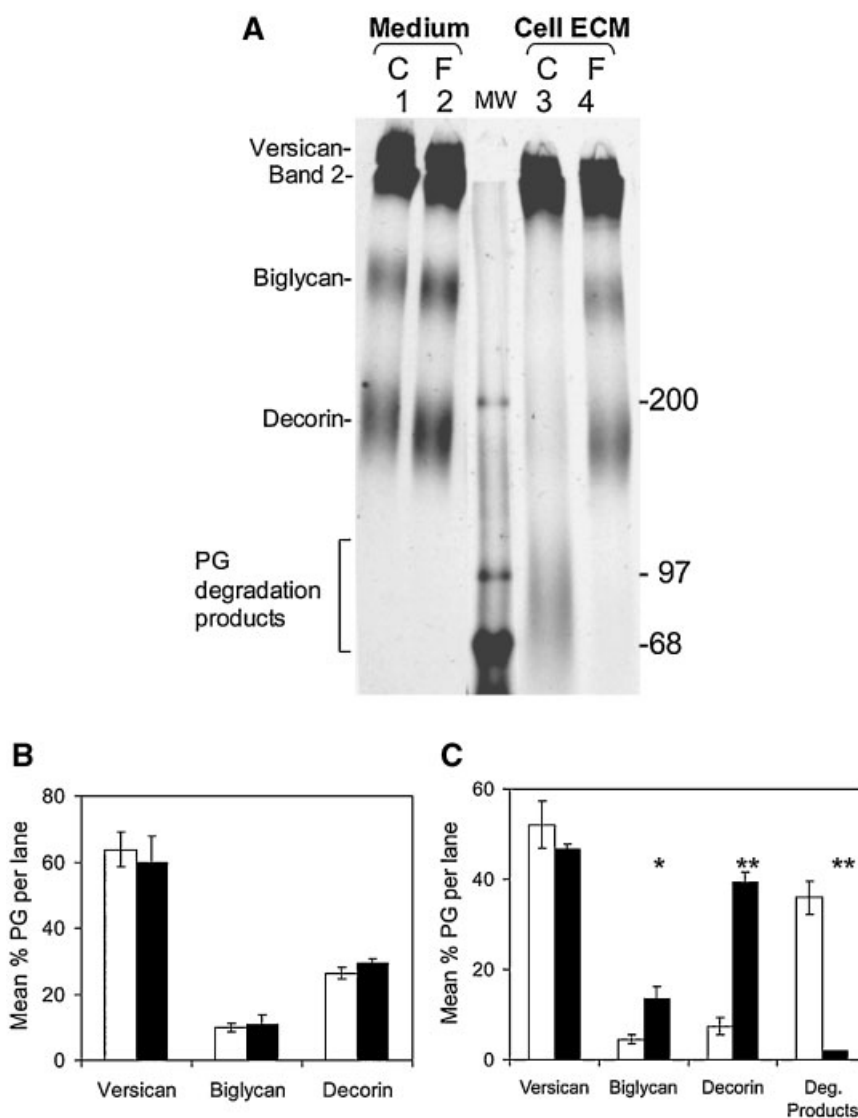 A
Medium Cell ECM
C F C F
1 2 MW 3 4
Versican-
Band 2-
Biglycan-
-200
Decorin-
PG
degradation
products
- 97
-68
B
Mean % PG per lane
80
60
40
20
0
Versican Biglycan Decorin
C
Mean % PG per lane
60
40
20
0
* ** **
Versican Biglycan Decorin Deg.
Products